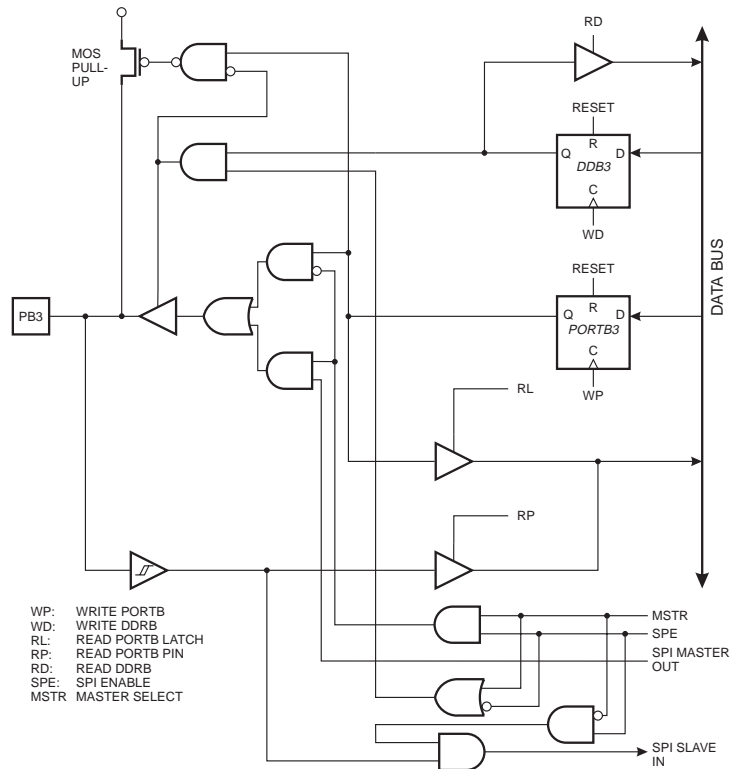 RD
MOS
PULL-
UP
RESET
R
Q
D
DDB3
C
WD
DATA BUS
RESET
R
Q
D
PB3
PORTB3
C
WP
RL
RP
WP: WRITE PORTB
WD: WRITE DDRB
RL: READ PORTB LATCH
RP: READ PORTB PIN
RD: READ DDRB
SPE: SPI ENABLE
MSTR MASTER SELECT
MSTR
SPE
SPI MASTER
OUT
SPI SLAVE
IN